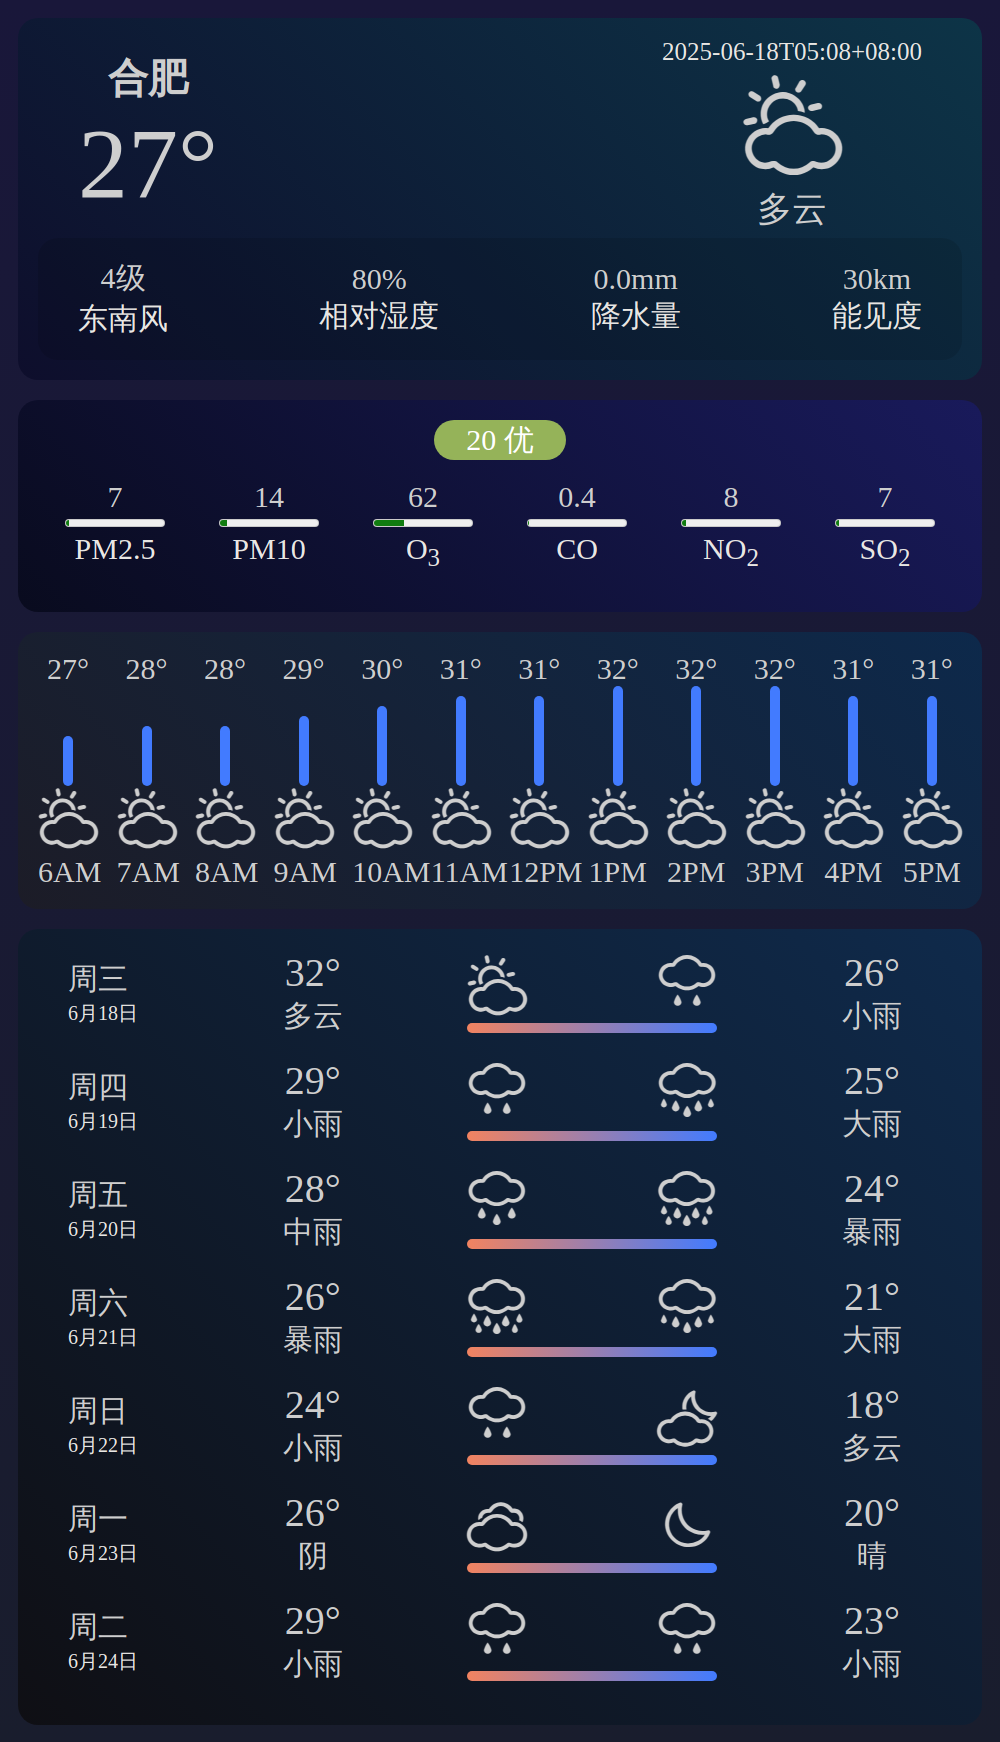 合肥
27°
2025-06-18T05:08+08:00
多云
4级 80% 0.0mm 30km
东南风 相对湿度 降水量 能见度
20 优
7 14 62 0.4 8 7
PM2.5 PM10 O3 CO NO2 SO2
27° 28° 28° 29° 30° 31° 31° 32° 32° 32° 31° 31°
6AM 7AM 8AM 9AM 10AM 11AM 12PM 1PM 2PM 3PM 4PM 5PM
周三 32° 26°
6月18日 多云 小雨
周四 29° 25°
6月19日 小雨 大雨
周五 28° 24°
6月20日 中雨 暴雨
周六 26° 21°
6月21日 暴雨 大雨
周日 24° 18°
6月22日 小雨 多云
周一 26° 20°
6月23日 阴 晴
周二 29° 23°
6月24日 小雨 小雨